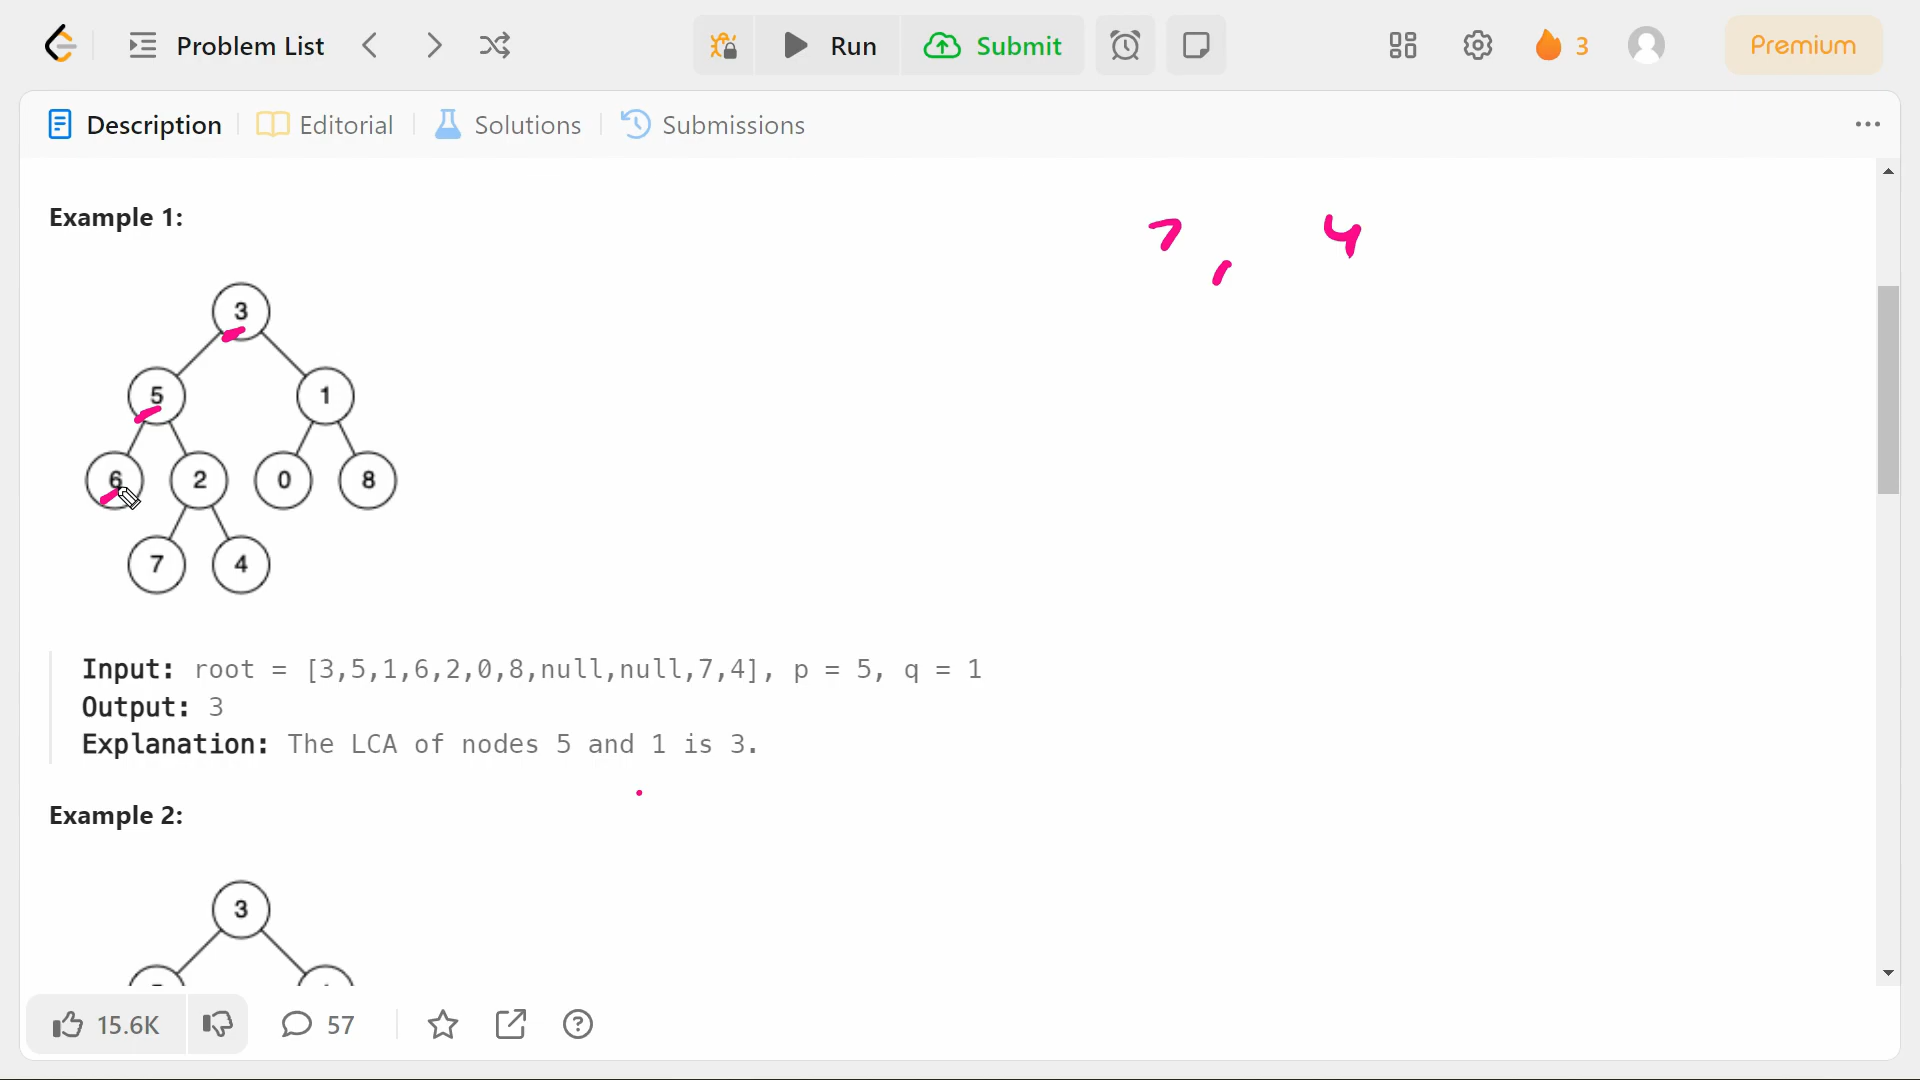 Problem List Run Submit 3 Premium
Description Editorial Solutions Submissions
Example 1:
7, 4
3
5 1
6 2 0 8
7 4
Input: root = [3,5,1,6,2,0,8,null,null,7,4], p = 5, q = 1
Output: 3
Explanation: The LCA of nodes 5 and 1 is 3.
Example 2:
3
15.6K 57